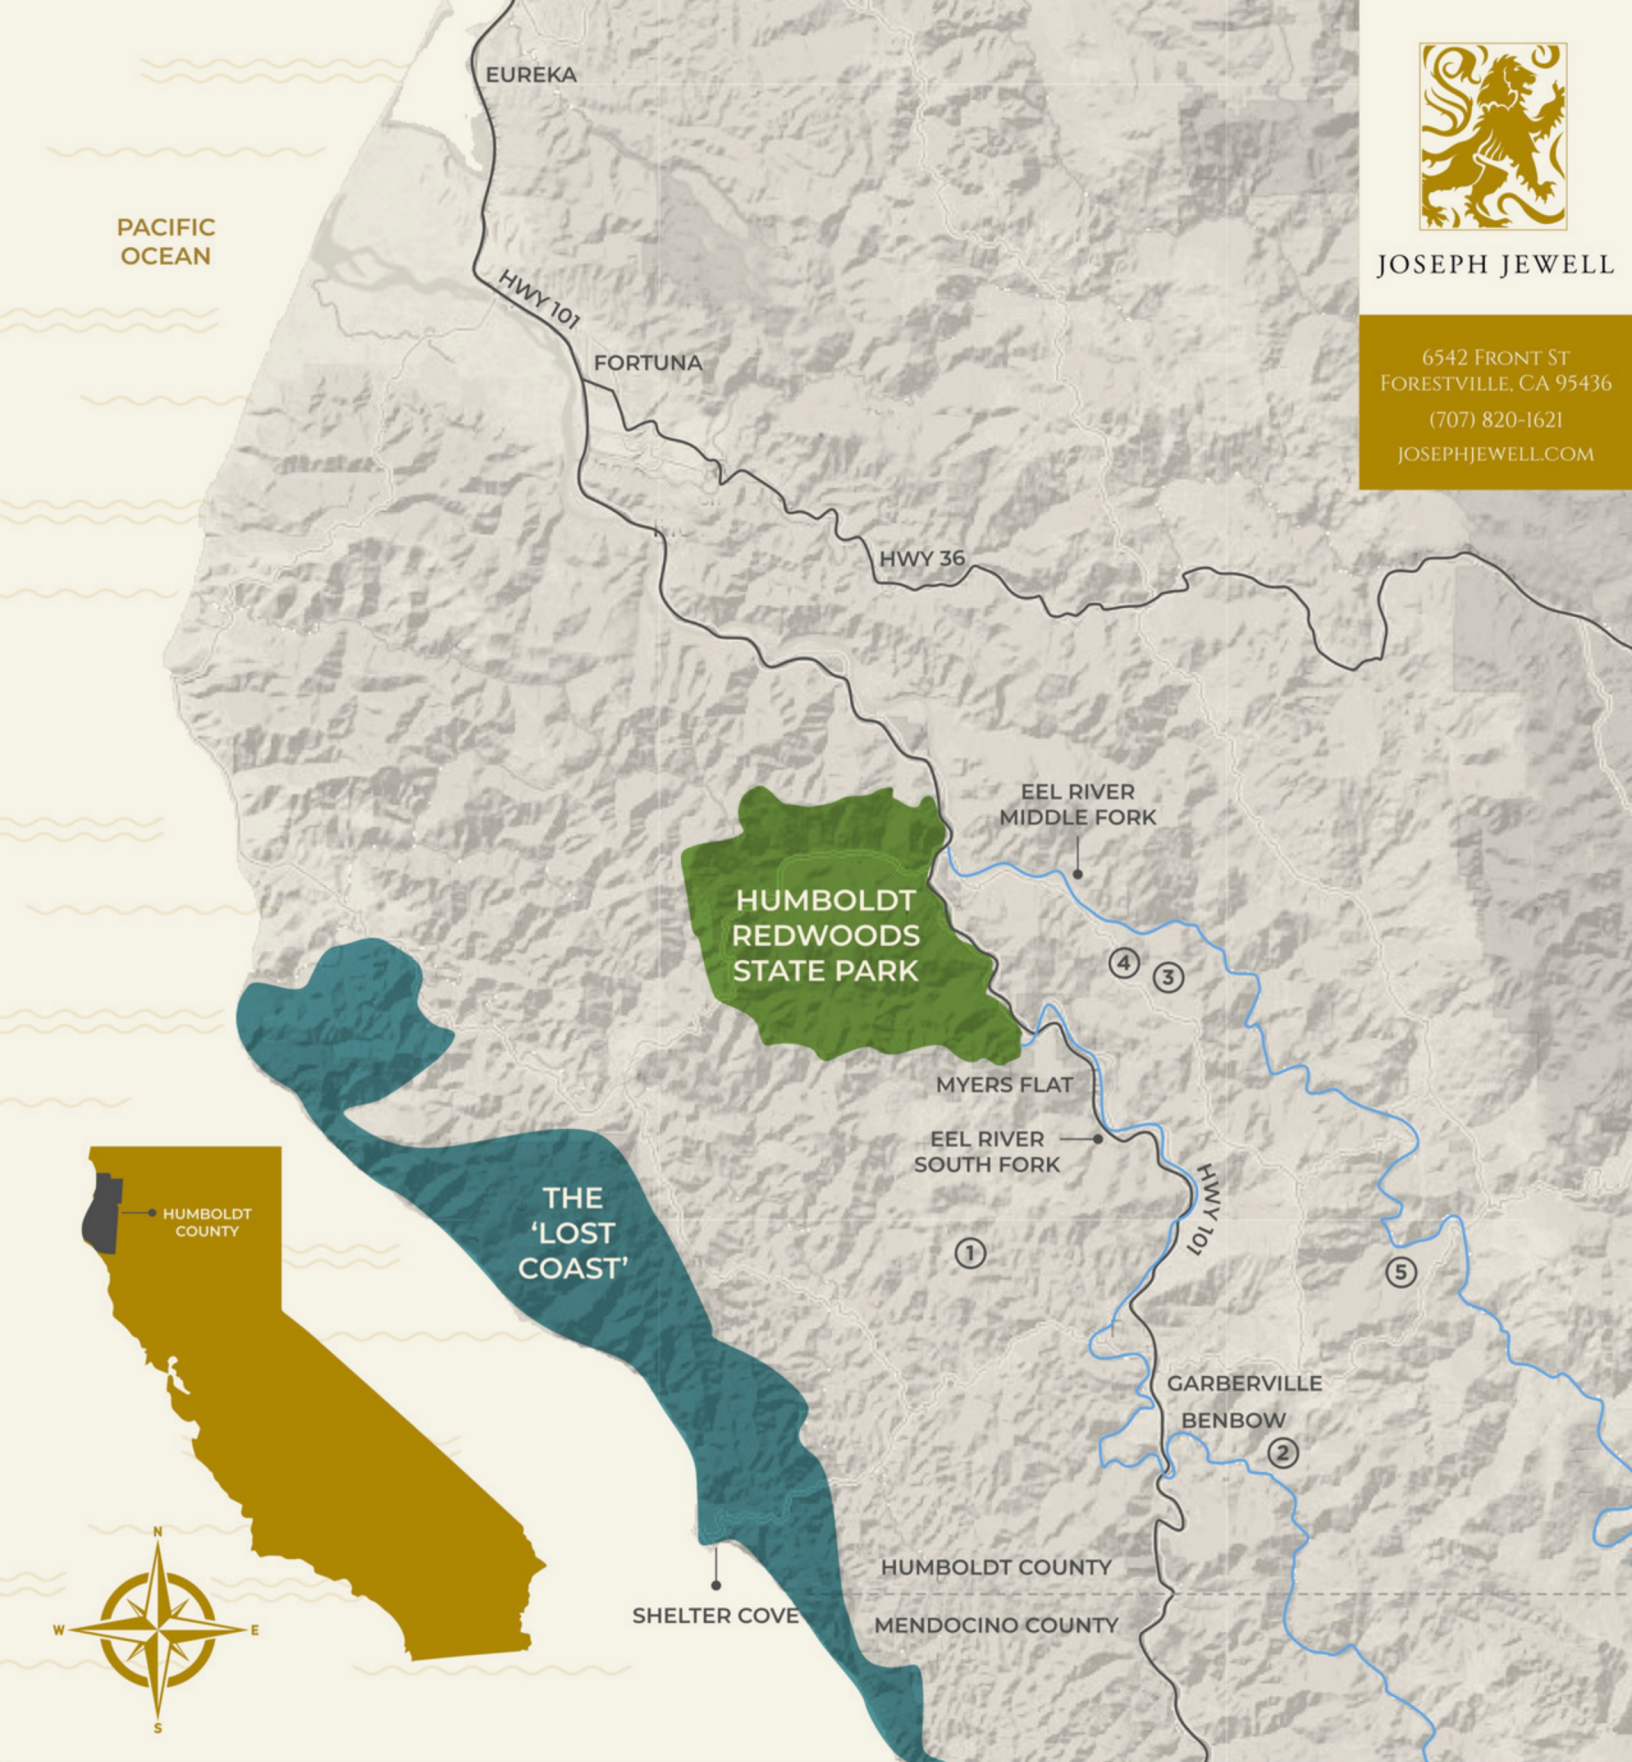 EUREKA
PACIFIC
OCEAN
JOSEPH JEWELL
HWY 101
6542 FRONT ST
FORESTVILLE, CA 95436
(707) 820-1621
JOSEPHJEWELL.COM
FORTUNA
HWY 36
EEL RIVER
MIDDLE FORK
HUMBOLDT
REDWOODS
STATE PARK
4
3
MYERS FLAT
EEL RIVER
SOUTH FORK
HWY 101
THE
‘LOST
COAST’
HUMBOLDT
COUNTY
1
5
GARBERVILLE
BENBOW
2
N
W
E
S
HUMBOLDT COUNTY
SHELTER COVE
MENDOCINO COUNTY